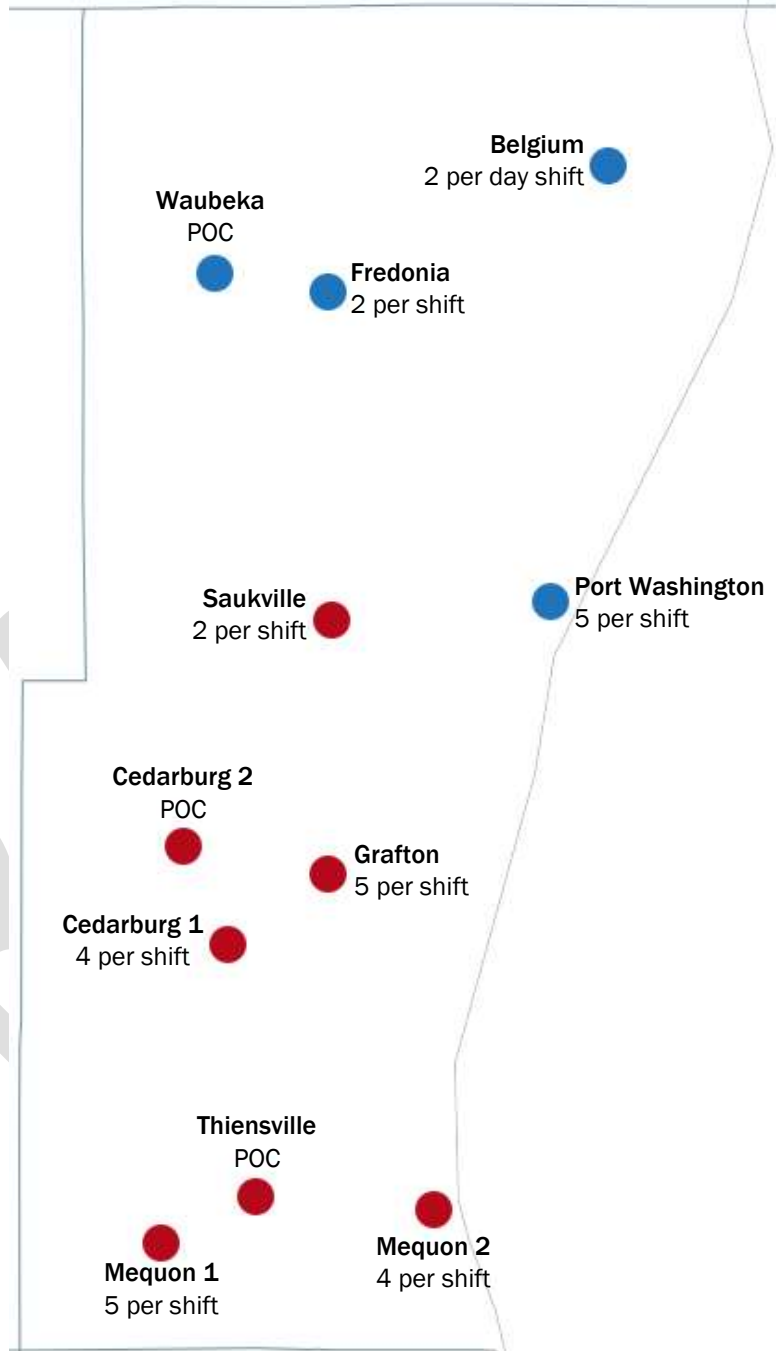 Belgium
2 per day shift
Waubeka
POC
Fredonia
2 per shift
Port Washington
5 per shift
Saukville
2 per shift
Cedarburg 2
POC
Grafton
5 per shift
Cedarburg 1
4 per shift
Thiensville
POC
Mequon 2
4 per shift
Mequon 1
5 per shift